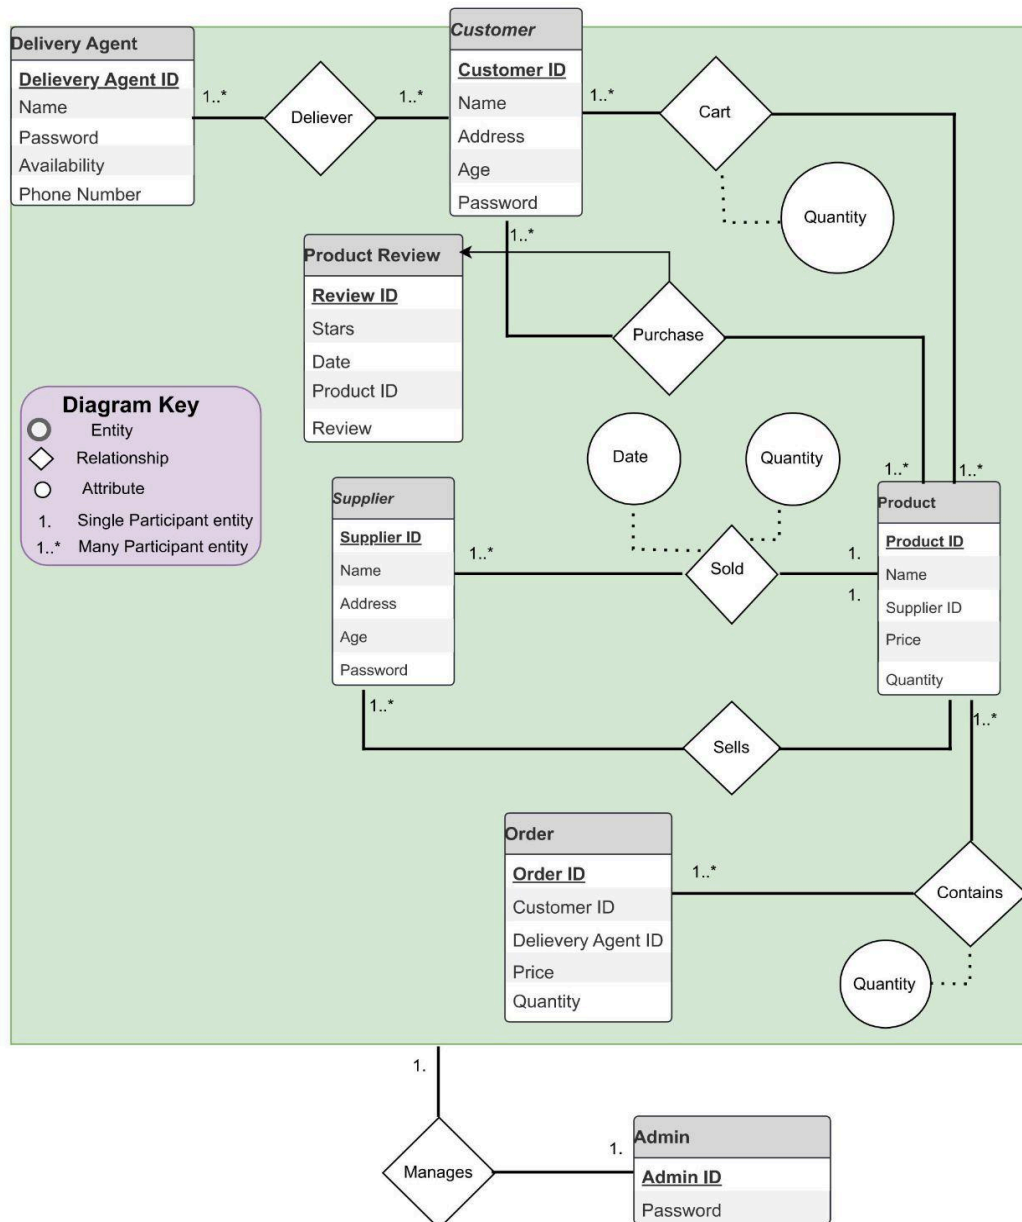 Delivery Agent
Delievery Agent ID
Name
Password
Availability
Phone Number
1..*
Deliever
1..*
Customer
Customer ID
Name
Address
Age
Password
1..*
Cart
Quantity
1..*
Product Review
Review ID
Stars
Date
Product ID
Review
Purchase
Diagram Key
Entity
Relationship
Attribute
1. Single Participant entity
1..* Many Participant entity
Date
Quantity
1..*
1..*
Supplier
Supplier ID
Name
Address
Age
Password
1..*
Sold
1.
1.
Product
Product ID
Name
Supplier ID
Price
Quantity
1..*
Sells
1..*
Order
Order ID
Customer ID
Delievery Agent ID
Price
Quantity
1..*
Contains
Quantity
1.
Manages
1.
Admin
Admin ID
Password